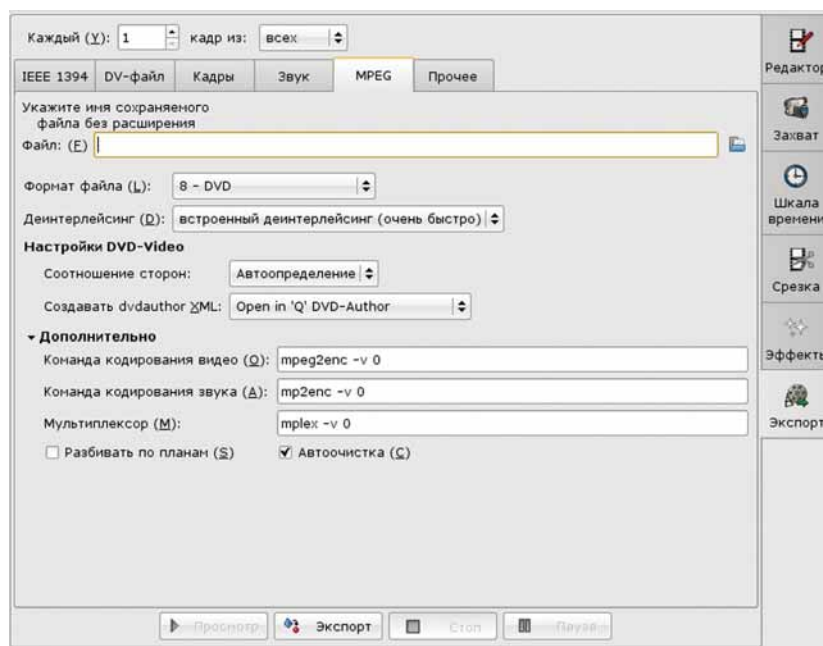 Каждый (Y): 1 кадр из: всех
IEEE 1394 DV-файл Кадры Звук MPEG Прочее
Укажите имя сохраняемого
файла без расширения
Файл: (F)
Формат файла (L): 8 – DVD
Деинтерлейсинг (D): встроенный деинтерлейсинг (очень быстро)
Настройки DVD-Video
Соотношение сторон: Автоопределение
Создавать dvdauthor XML: Open in 'Q' DVD-Author
Дополнительно
Команда кодирования видео (O): mpeg2enc -v 0
Команда кодирования звука (A): mp2enc -v 0
Мультиплексор (M): mplex -v 0
Разбивать по планам (S) Автоочистка (C)
Просмотр Экспорт Стоп Пауза
Редактор
Захват
Шкала
времени
Срезка
Эффекты
Экспорт